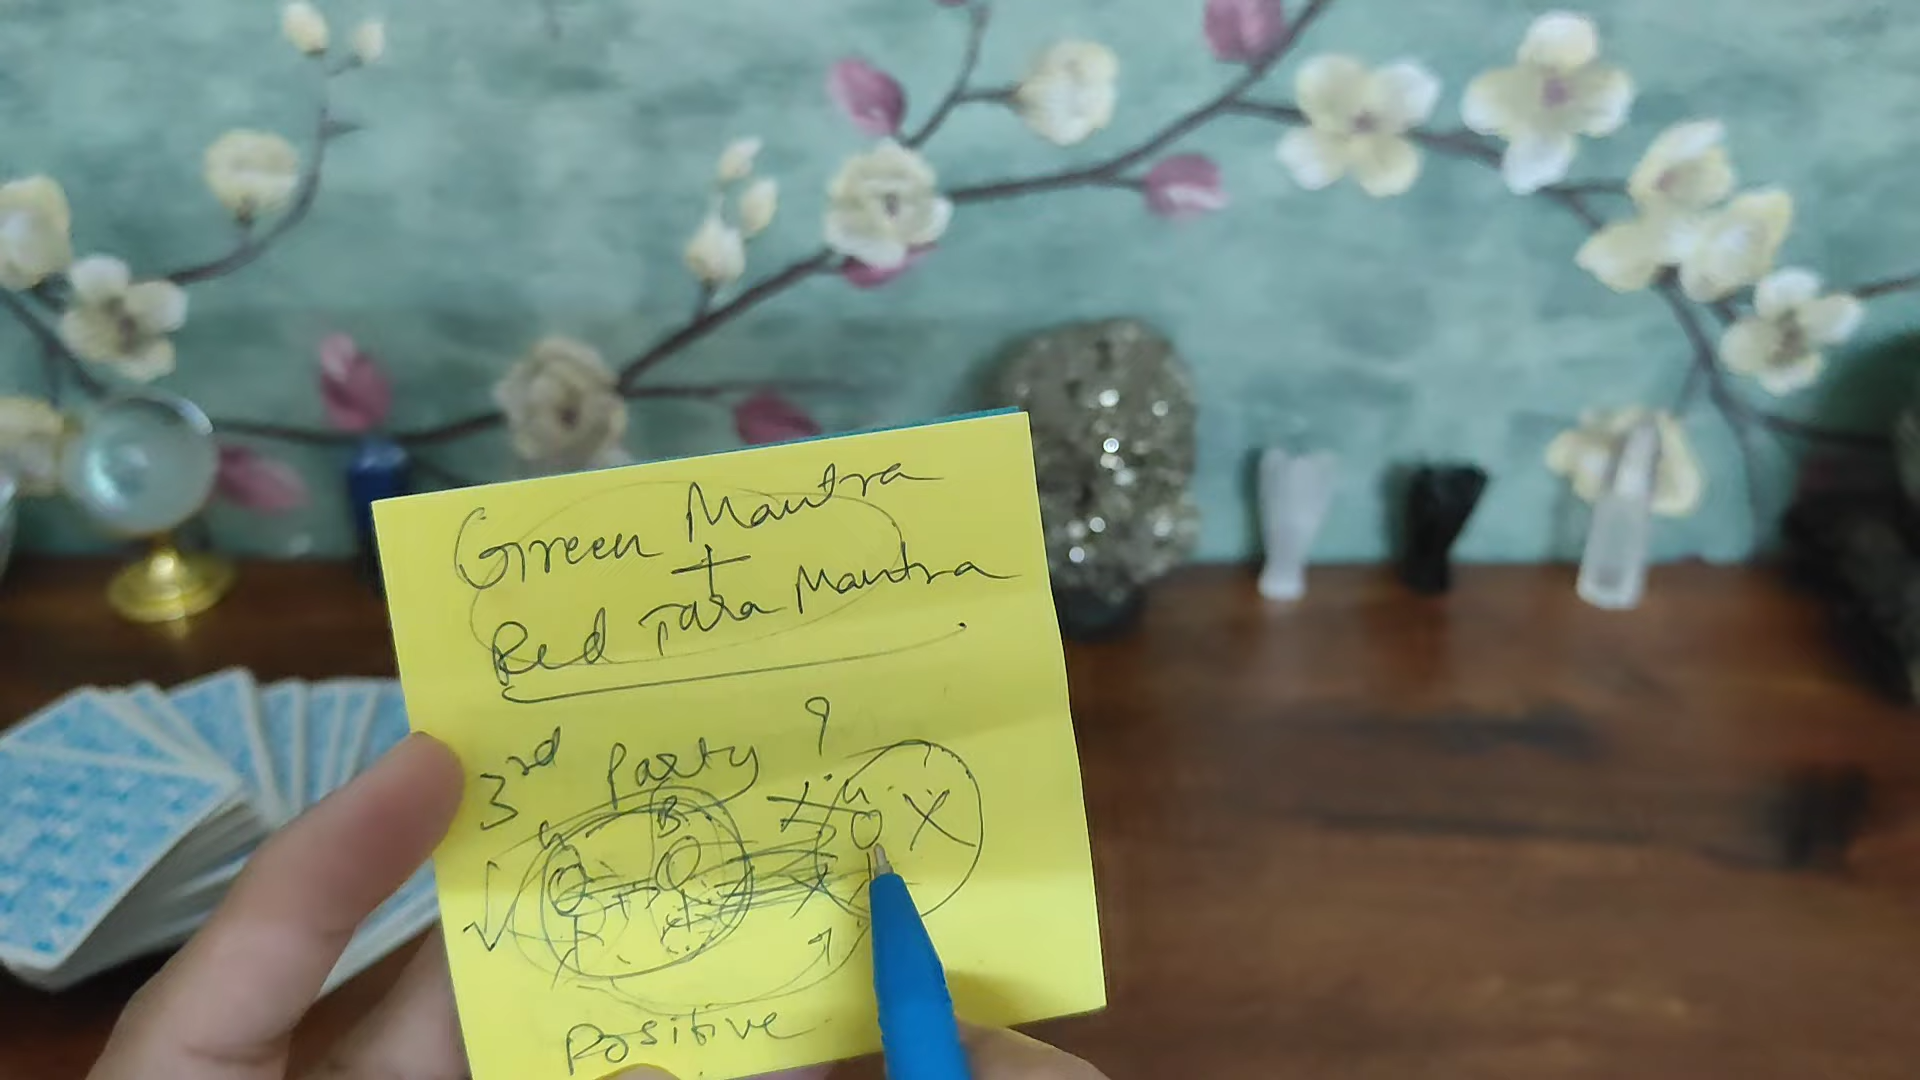 Green Mantra
+
Red Tara Mantra
3rd Party ?
G B G X
Positive